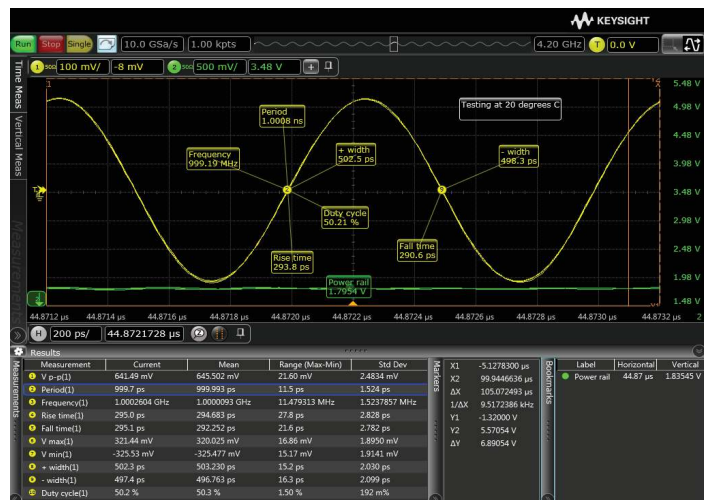 KEYSIGHT
Run Stop Single 10.0 GSa/s 1.00 kpts 4.20 GHz T 0.0 V
1 50Ω 100 mV/ -8 mV 2 50Ω 500 mV/ 3.48 V +
Time Meas
Vertical Meas
Measurements
5.48 V
4.98 V
4.48 V
3.98 V
3.48 V
2.98 V
2.48 V
1.98 V
1.48 V
Testing at 20 degrees C
Period
1.0008 ns
Frequency
999.19 MHz
+ width
502.5 ps
- width
498.3 ps
Duty cycle
50.21 %
Rise time
293.8 ps
Fall time
290.6 ps
Power rail
1.7954 V
44.8712 µs 44.8714 µs 44.8716 µs 44.8718 µs 44.8720 µs 44.8722 µs 44.8724 µs 44.8726 µs 44.8728 µs 44.8730 µs 44.8732 µs 2
H 200 ps/ 44.8721728 µs
Results
Measurements
Measurement Current Mean Range (Max-Min) Std Dev
V p-p(1) 641.49 mV 645.502 mV 21.60 mV 2.4834 mV
Period(1) 999.7 ps 999.993 ps 11.5 ps 1.524 ps
Frequency(1) 1.0002604 GHz 1.0000093 GHz 11.479313 MHz 1.5237857 MHz
Rise time(1) 295.0 ps 294.683 ps 27.8 ps 2.828 ps
Fall time(1) 295.1 ps 292.252 ps 21.6 ps 2.782 ps
V max(1) 321.44 mV 320.025 mV 16.86 mV 1.8950 mV
V min(1) -325.53 mV -325.477 mV 15.17 mV 1.9141 mV
+ width(1) 502.3 ps 503.230 ps 15.2 ps 2.030 ps
- width(1) 497.4 ps 496.763 ps 16.3 ps 2.099 ps
Duty cycle(1) 50.2 % 50.3 % 1.50 % 192 m%
Markers
X1 -5.1278300 µs
X2 99.9446636 µs
ΔX 105.072493 µs
1/ΔX 9.5172386 kHz
Y1 -1.32000 V
Y2 5.57054 V
ΔY 6.89054 V
Bookmarks
Label Horizontal Vertical
Power rail 44.87 µs 1.83545 V